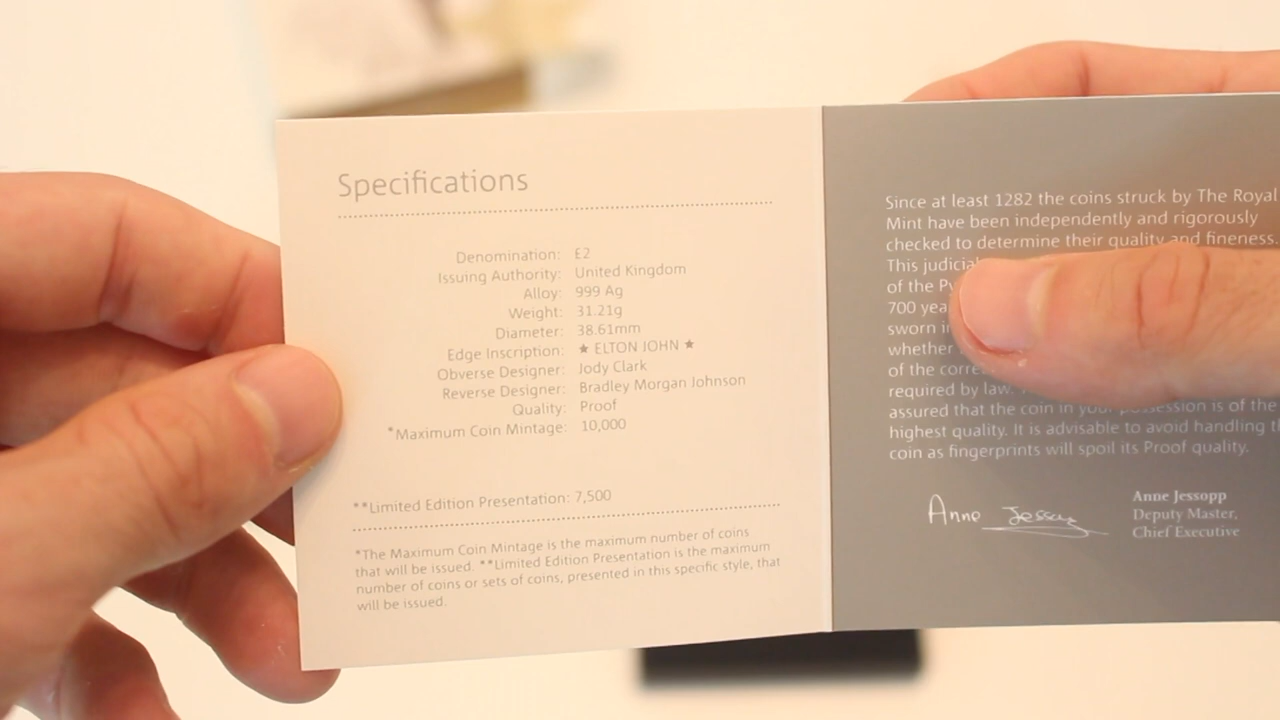 Specifications
Denomination: £2
Issuing Authority: United Kingdom
Alloy: 999 Ag
Weight: 31.21g
Diameter: 38.61mm
Edge Inscription: ★ ELTON JOHN ★
Obverse Designer: Jody Clark
Reverse Designer: Bradley Morgan Johnson
Quality: Proof
*Maximum Coin Mintage: 10,000
**Limited Edition Presentation: 7,500
*The Maximum Coin Mintage is the maximum number of coins
that will be issued. **Limited Edition Presentation is the maximum
number of coins or sets of coins, presented in this specific style, that
will be issued.
Since at least 1282 the coins struck by The Royal
Mint have been independently and rigorously
checked to determine their quality and fineness.
This judicial
of the
700
sworn
whether
of the
required by law.
assured that the coin in your possession is of the
highest quality. It is advisable to avoid handling
coin as fingerprints will spoil its Proof quality.
Anne Jessopp
Anne Jessopp
Deputy Master,
Chief Executive